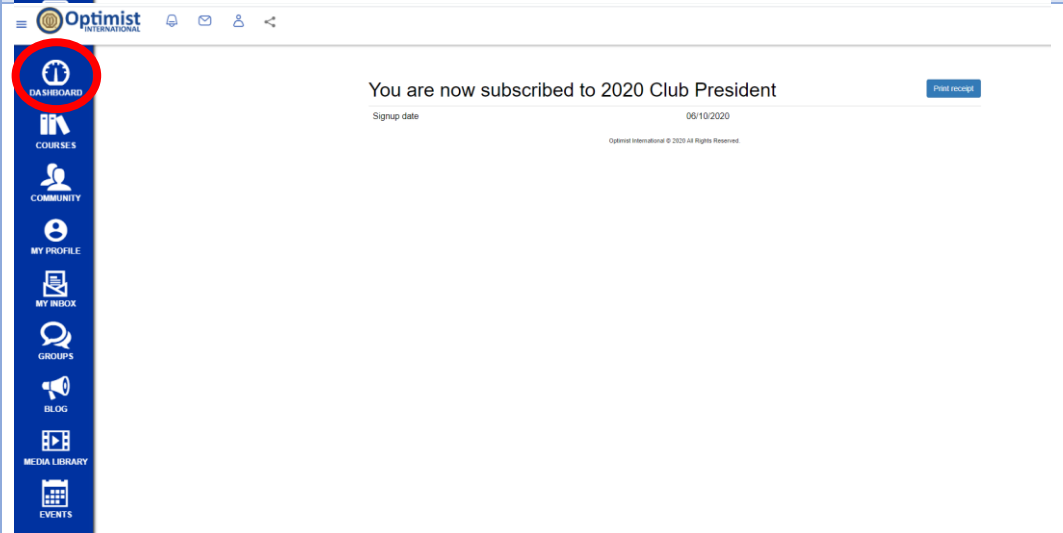 Optimist
INTERNATIONAL
DASHBOARD
COURSES
COMMUNITY
MY PROFILE
MY INBOX
GROUPS
BLOG
MEDIA LIBRARY
EVENTS
You are now subscribed to 2020 Club President
Print receipt
Signup date 06/10/2020
Optimist International © 2020 All Rights Reserved.